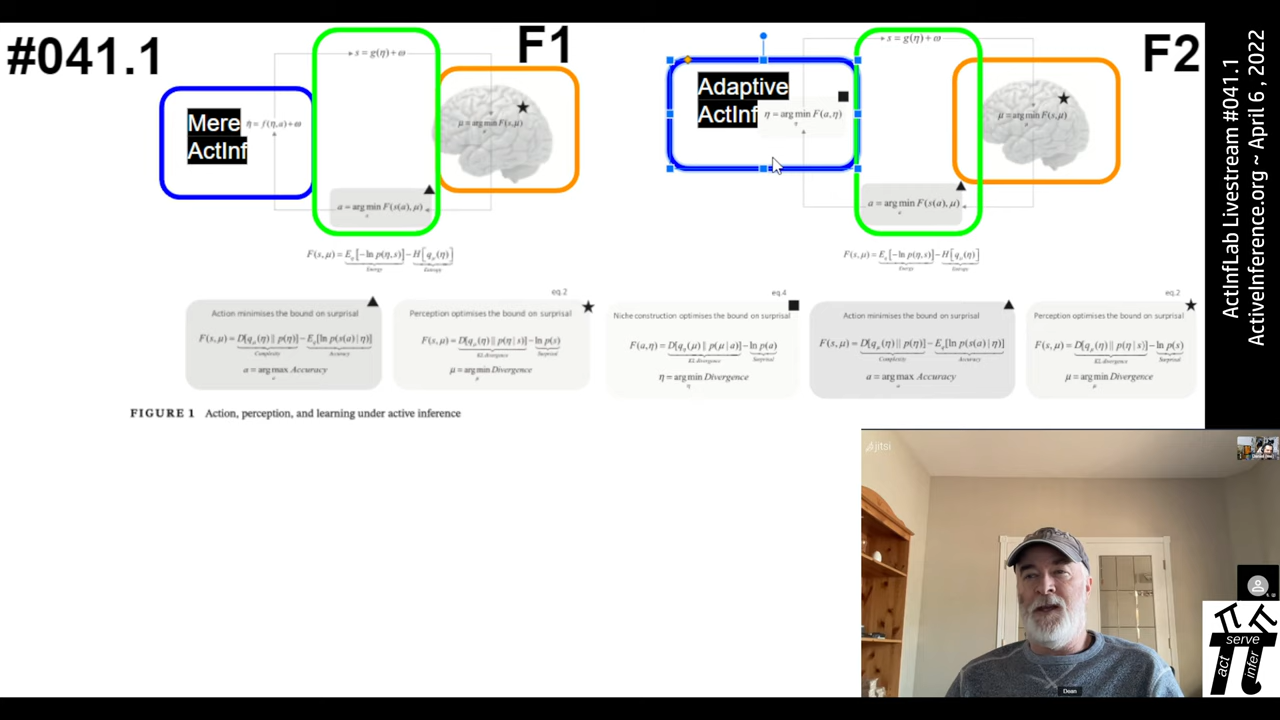 #041.1
F1
F2
s = g(η)+ω
s = g(η)+ω
Mere
ActInf
η̇ = f(η,a)+ω
μ = arg min F(s,μ)
μ
a = arg min F(s(a),μ)
a
Adaptive
ActInf
η = arg min F(a,η)
η
μ = arg min F(s,μ)
a = arg min F(s(a),μ)
a
F(s,μ) = E_q[−ln p(η,s)] − H[q_μ(η)]
Energy Entropy
F(s,μ) = E_q[−ln p(η,s)] − H[q_μ(η)]
Energy Entropy
eq.2
eq.4
eq.2
Action minimises the bound on surprisal
F(s,μ) = D[q_μ(η) || p(η)] − E_q[ln p(s(a) | η)]
Complexity Accuracy
a = arg max Accuracy
a
Perception optimises the bound on surprisal
F(s,μ) = D[q_μ(η) || p(η | s)] − ln p(s)
KL divergence Surprisal
μ = arg min Divergence
μ
Niche construction optimises the bound on surprisal
F(a,η) = D[q_η(μ) || p(μ | a)] − ln p(a)
KL divergence Surprisal
η = arg min Divergence
η
Action minimises the bound on surprisal
F(s,μ) = D[q_μ(η) || p(η)] − E_q[ln p(s(a) | η)]
Complexity Accuracy
a = arg max Accuracy
a
Perception optimises the bound on surprisal
F(s,μ) = D[q_μ(η) || p(η | s)] − ln p(s)
KL divergence Surprisal
μ = arg min Divergence
μ
FIGURE 1 Action, perception, and learning under active inference
ActInfLab Livestream #041.1
ActiveInference.org ~ April 6, 2022
jitsi
Dean
act
serve
infer